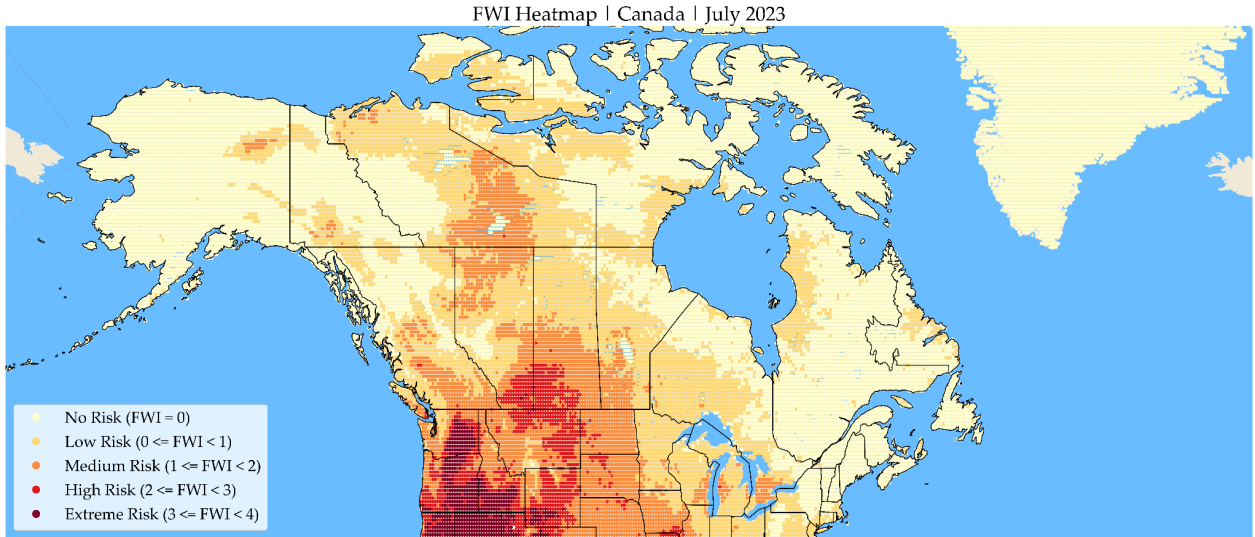 FWI Heatmap | Canada | July 2023
No Risk (FWI = 0)
Low Risk (0 <= FWI < 1)
Medium Risk (1 <= FWI < 2)
High Risk (2 <= FWI < 3)
Extreme Risk (3 <= FWI < 4)